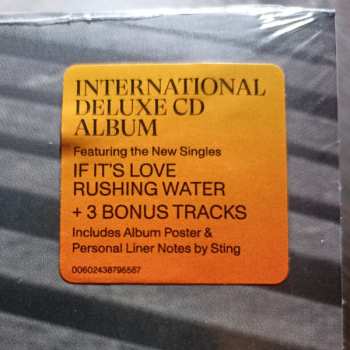 INTERNATIONAL
DELUXE CD
ALBUM
Featuring the New Singles
IF IT'S LOVE
RUSHING WATER
+ 3 BONUS TRACKS
Includes Album Poster &
Personal Liner Notes by Sting
00602438796567